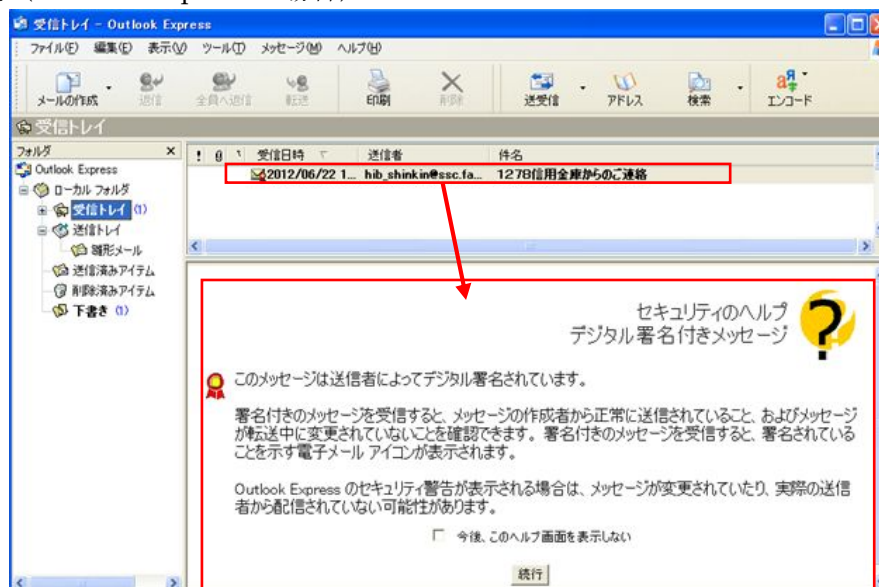 受信トレイ - Outlook Express
ファイル(F) 編集(E) 表示(V) ツール(T) メッセージ(M) ヘルプ(H)
メールの作成 返信 全員へ返信 転送 印刷 削除 送受信 アドレス 検索 エンコード
受信トレイ
フォルダ ×
! 受信日時 送信者 件名
Outlook Express
2012/06/22 1... hib_shinkin@ssc.fa... 1278信用金庫からのご連絡
ローカル フォルダ
受信トレイ (1)
送信トレイ
雛形メール
送信済みアイテム
削除済みアイテム
下書き (1)
セキュリティのヘルプ
デジタル署名付きメッセージ
このメッセージは送信者によってデジタル署名されています。
署名付きのメッセージを受信すると、メッセージの作成者から正常に送信されていること、およびメッセージ
が転送中に変更されていないことを確認できます。署名付きのメッセージを受信すると、署名されている
ことを示す電子メール アイコンが表示されます。
Outlook Express のセキュリティ警告が表示される場合は、メッセージが変更されていたり、実際の送信
者から配信されていない可能性があります。
今後、このヘルプ画面を表示しない
続行